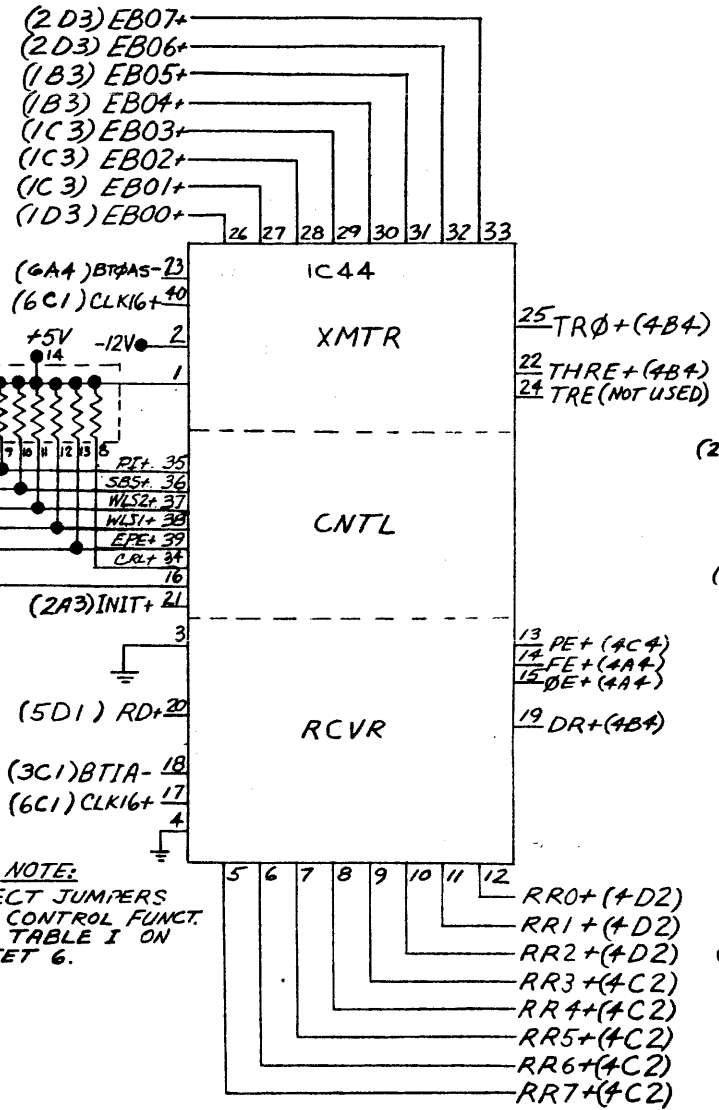 (2D3) EB07+
(2D3) EB06+
(1B3) EB05+
(1B3) EB04+
(1C3) EB03+
(1C3) EB02+
(1C3) EB01+
(1D3) EB00+
26 27 28 29 30 31 32 33
IC44
(6A4) BTØAS- 23
(6C1) CLK16+ 40
+5V
14
-12V 2
1
XMTR
25 TRØ+ (4B4)
22 THRE+ (4B4)
24 TRE (NOT USED)
(2
9 10 11 12 13 8
PI+ 35
SBS+ 36
WLS2+ 37
WLS1+ 38
EPE+ 39
CRL+ 34
16
(2A3) INIT+ 21
CNTL
(
3
13 PE+ (4C4)
14 FE+ (4A4)
15 ØE+ (4A4)
(5D1) RD+ 20
19 DR+ (4B4)
RCVR
(3C1) BTIA- 18
(6C1) CLK16+ 17
4
5 6 7 8 9 10 11 12
NOTE:
ECT JUMPERS
CONTROL FUNCT.
TABLE I ON
ET 6.
RR0+ (4D2)
RR1+ (4D2)
RR2+ (4D2)
RR3+ (4C2)
RR4+ (4C2)
RR5+ (4C2)
RR6+ (4C2)
RR7+ (4C2)